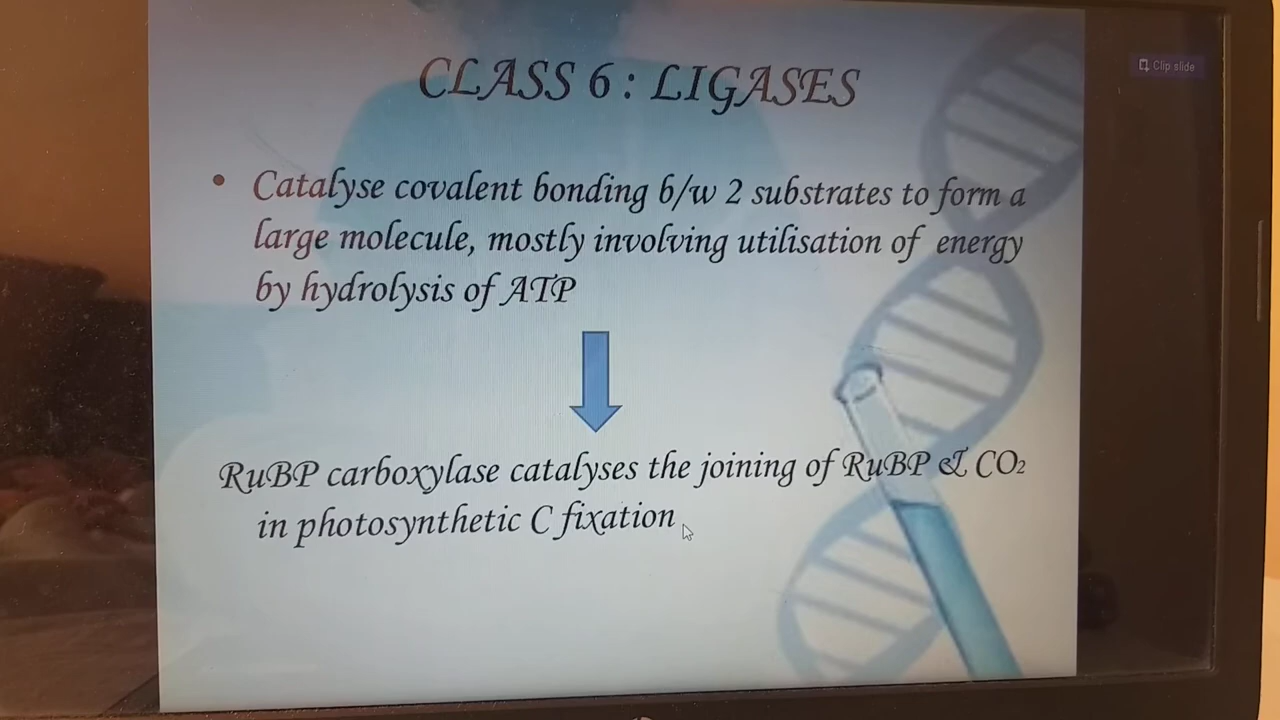 CLASS 6 : LIGASES
Clip slide
• Catalyse covalent bonding b/w 2 substrates to form a
large molecule, mostly involving utilisation of energy
by hydrolysis of ATP
RuBP carboxylase catalyses the joining of RuBP & CO₂
in photosynthetic C fixation